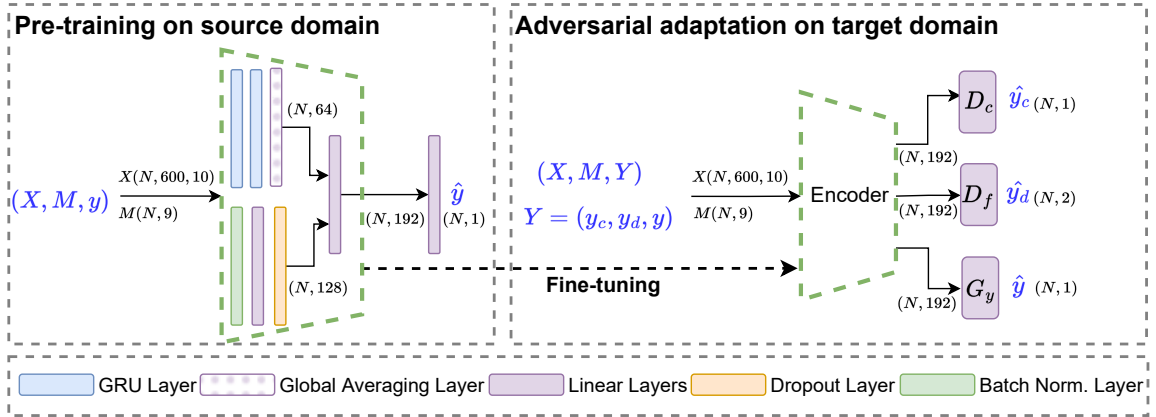 Pre-training on source domain
(X, M, y)
X(N, 600, 10)
M(N, 9)
(N, 64)
(N, 128)
(N, 192)
ŷ
(N, 1)
Adversarial adaptation on target domain
(X, M, Y)
Y = (y_c, y_d, y)
X(N, 600, 10)
M(N, 9)
Encoder
(N, 192)
D_c
ŷ_c (N, 1)
(N, 192)
D_f
ŷ_d (N, 2)
(N, 192)
G_y
ŷ (N, 1)
Fine-tuning
GRU Layer
Global Averaging Layer
Linear Layers
Dropout Layer
Batch Norm. Layer